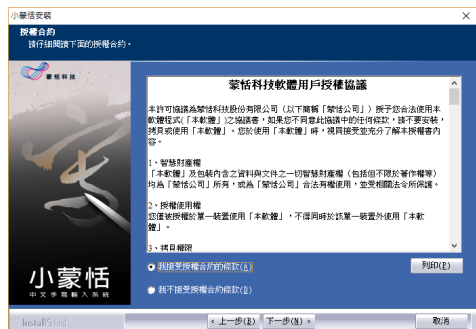 小蒙恬安裝
授權合約
請仔細閱讀下面的授權合約。
蒙恬科技
蒙恬科技軟體用戶授權協議
本許可協議為蒙恬科技股份有限公司（以下簡稱「蒙恬公司」）授予您合法使用本
軟體程式(「本軟體」)之協議書，如果您不同意此協議中的任何條款，請不要安裝，
拷貝或使用「本軟體」。您於使用「本軟體」時，視同接受並充分了解本授權書內
容。
1、智慧財產權
「本軟體」及包裝內含之資料與文件之一切智慧財產權（包括但不限於著作權等）
均為「蒙恬公司」所有，或為「蒙恬公司」合法有權使用，並受相關法令所保護。
2、授權使用權
您僅被授權於單一裝置使用「本軟體」，不得同時於該單一裝置外使用「本軟
體」。
3、拷貝權限
我接受授權合約的條款(A)
列印(P)
我不接受授權合約條款(D)
小蒙恬
中文手寫輸入系統
InstallShield
< 上一步(B)
下一步(N) >
取消